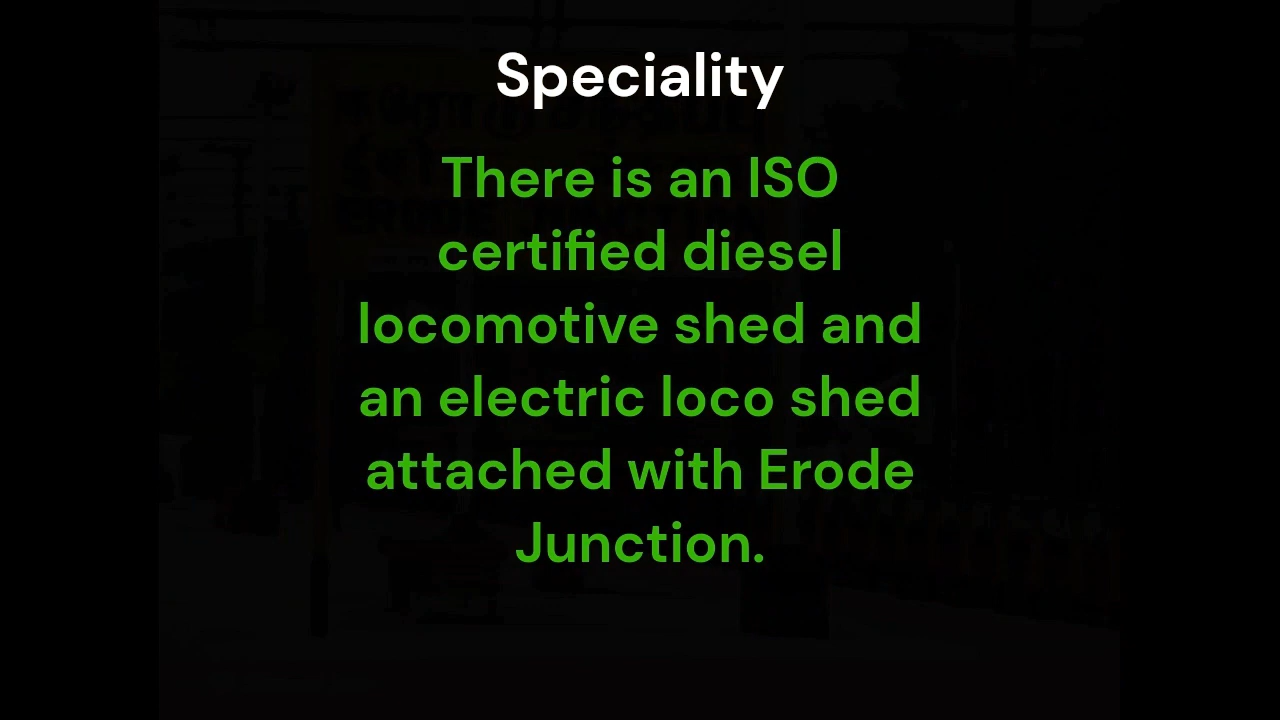 Speciality
There is an ISO
certified diesel
locomotive shed and
an electric loco shed
attached with Erode
Junction.